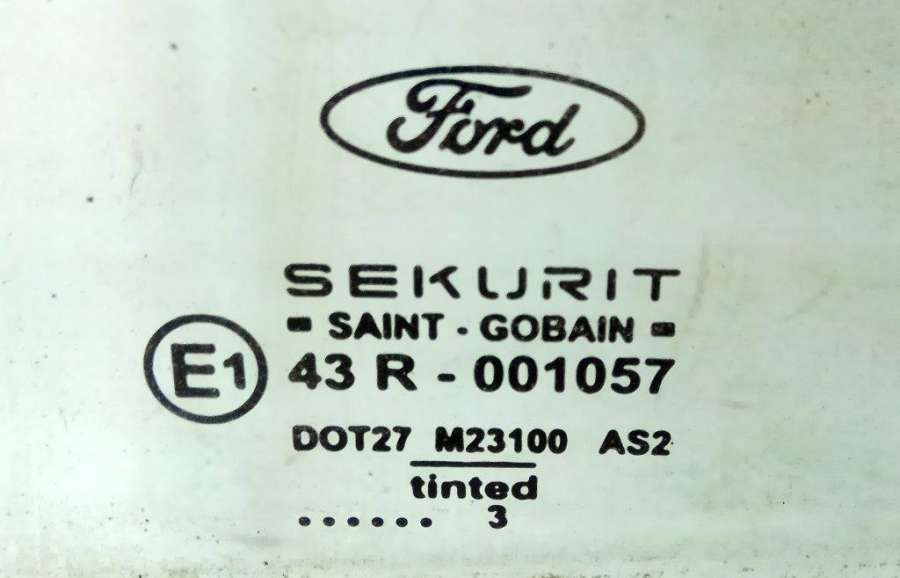 Ford
SEKURIT
SAINT - GOBAIN
E1 43 R - 001057
DOT27 M23100 AS2
tinted
...... 3